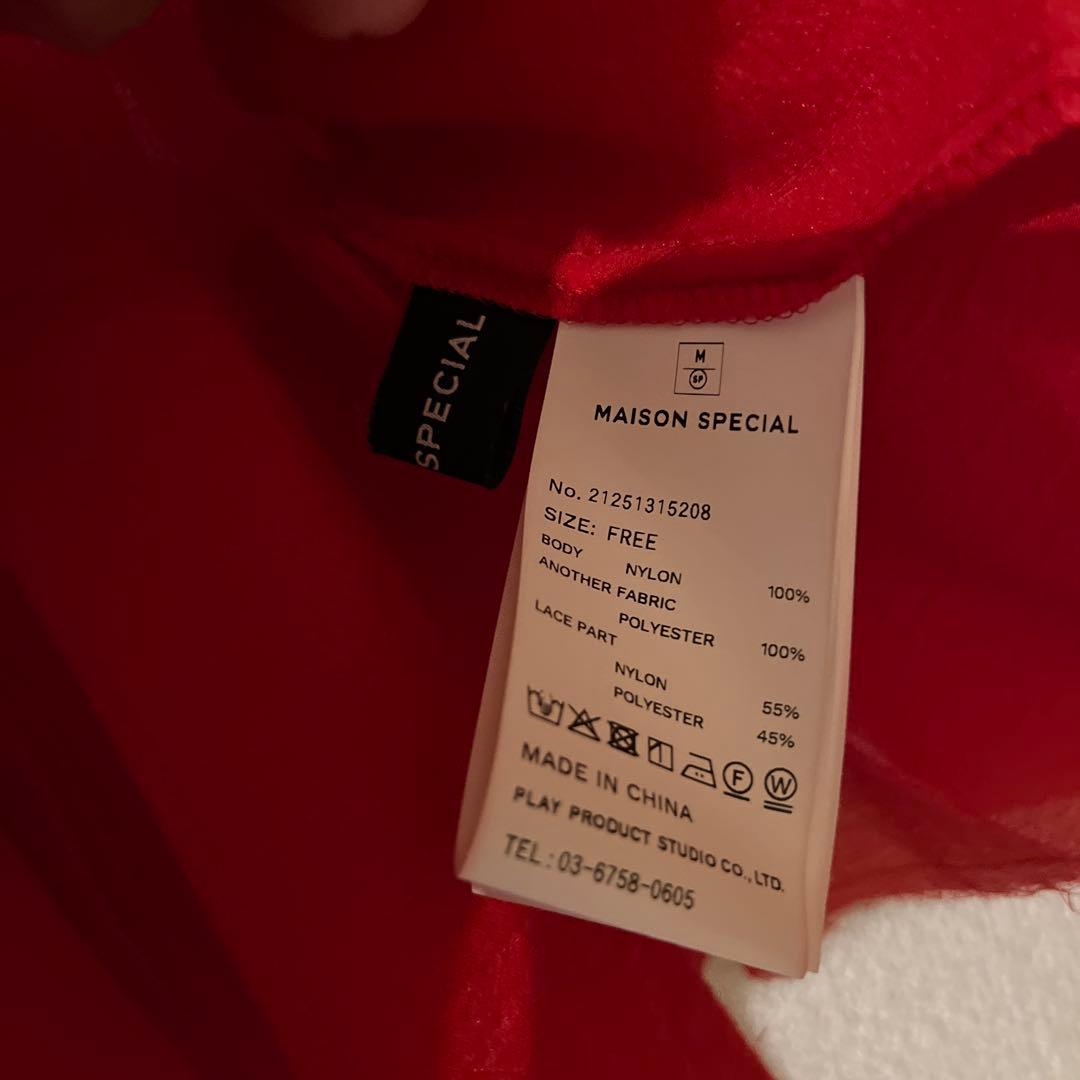 SPECIAL
M
SP
MAISON SPECIAL
No. 21251315208
SIZE: FREE
BODY
NYLON 100%
ANOTHER FABRIC
POLYESTER 100%
LACE PART
NYLON 55%
POLYESTER 45%
F W
MADE IN CHINA
PLAY PRODUCT STUDIO CO.,LTD.
TEL : 03-6758-0605